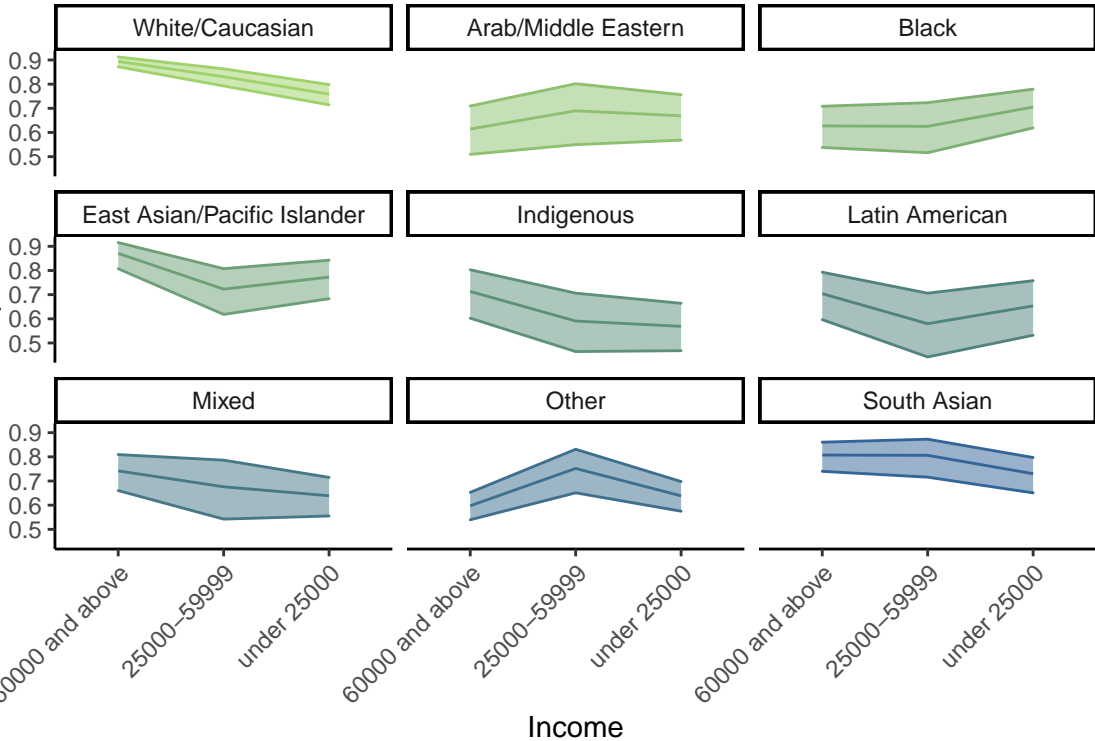 White/Caucasian
Arab/Middle Eastern
Black
0.9
0.8
0.7
0.6
0.5
East Asian/Pacific Islander
Indigenous
Latin American
0.9
0.8
0.7
0.6
0.5
Mixed
Other
South Asian
0.9
0.8
0.7
0.6
0.5
60000 and above
25000–59999
under 25000
60000 and above
25000–59999
under 25000
60000 and above
25000–59999
under 25000
Income